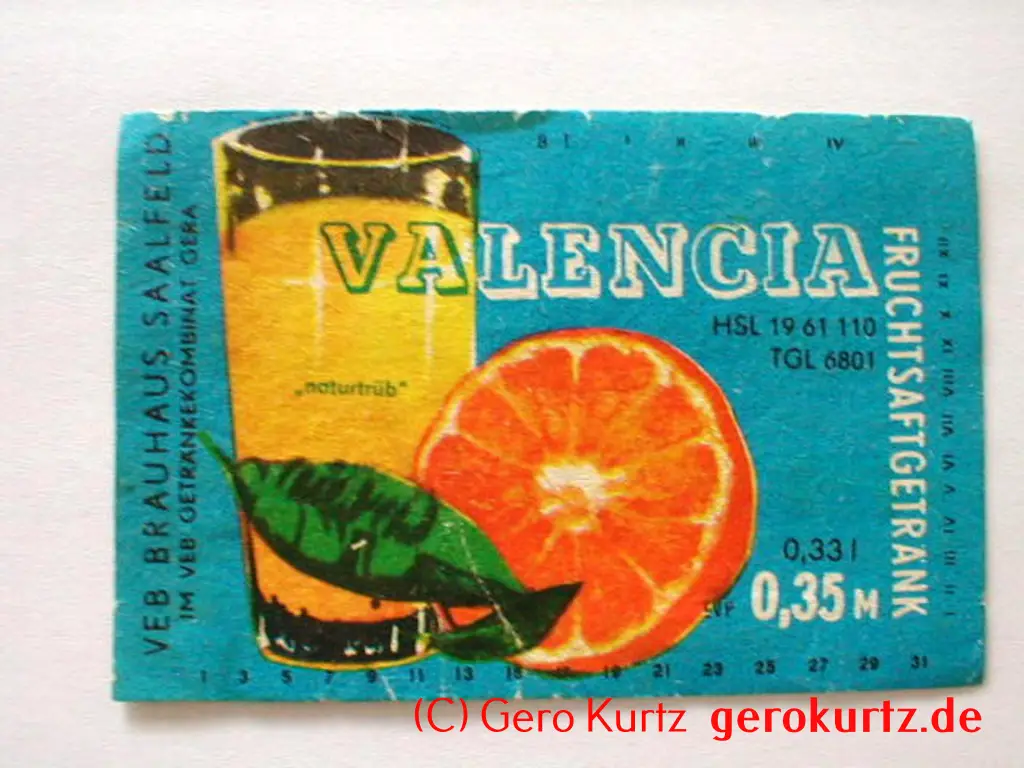 VEB BRAUHAUS SAALFELD
IM VEB GETRÄNKEKOMBINAT GERA
VALENCIA
HSL 19 61 110
TGL 6801
„naturtrüb“
FRUCHTSAFTGETRÄNK
0,33 l
EVP 0,35 M
1 3 5 7 9 11 13 15 17 19 21 23 25 27 29 31
(C) Gero Kurtz gerokurtz.de